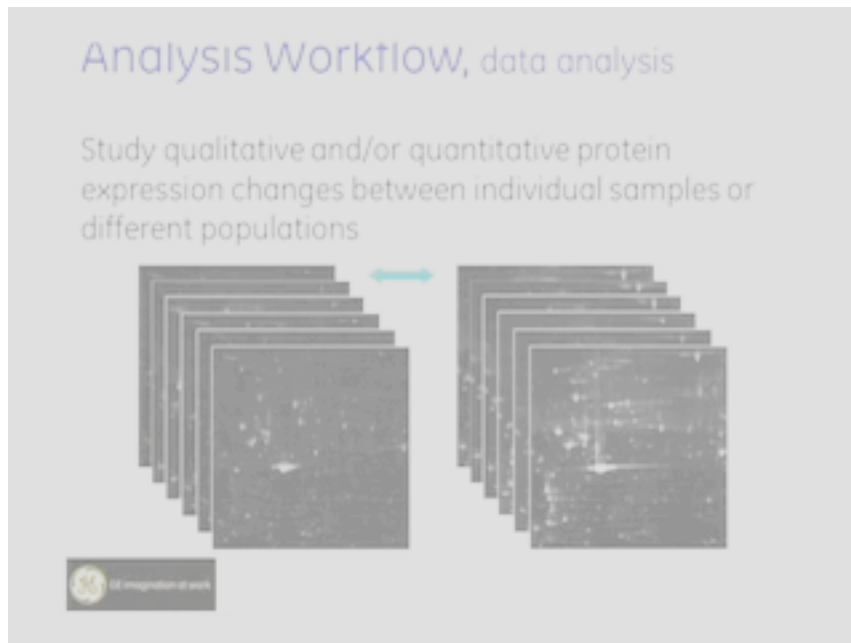 Analysis Workflow, data analysis
Study qualitative and/or quantitative protein
expression changes between individual samples or
different populations
GE imagination at work